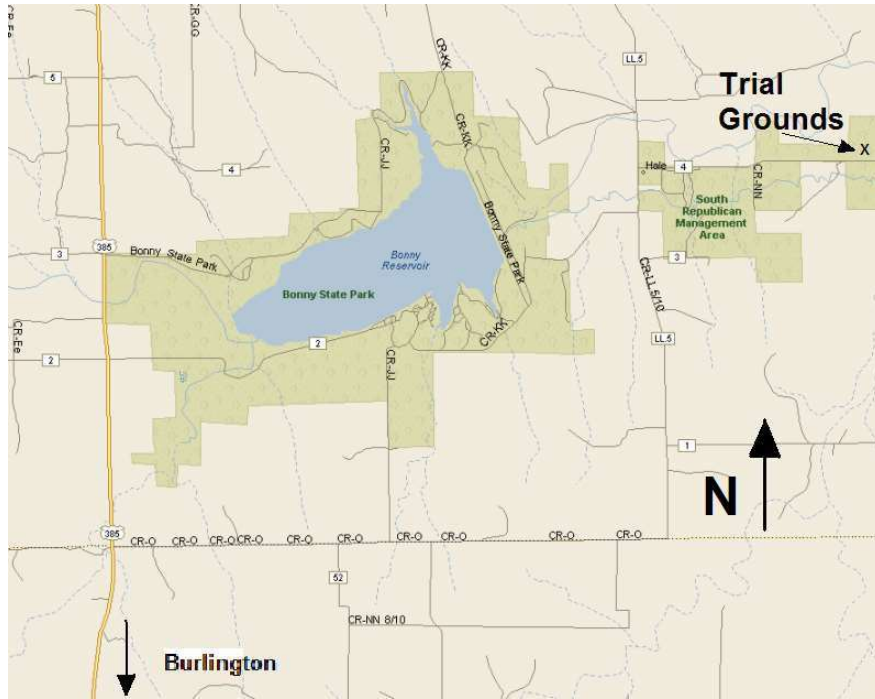 CR-Ee
CR-GG
CR-KK
LL.5
5
Trial
Grounds
X
CR-KK
CR-JJ
4
Hale
4
CR-NN
South
Republican
Management
Area
385
3
Bonny State Park
Bonny
Reservoir
Bonny State Park
3
Bonny State Park
CR-LL.5/10
CR-Ee
2
2
CR-KK
LL.5
CR-JJ
1
N
385
CR-O
CR-O
CR-O
CR-O
CR-O
CR-O
CR-O
CR-O
CR-O
CR-O
52
CR-NN 8/10
Burlington